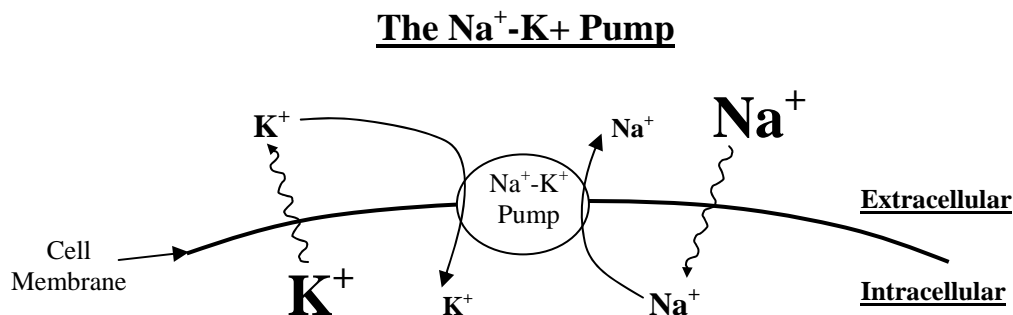 The Na⁺-K+ Pump
K⁺
Na⁺
Na⁺
Na⁺-K⁺
Pump
Extracellular
Cell
Membrane
K⁺
K⁺
Na⁺
Intracellular